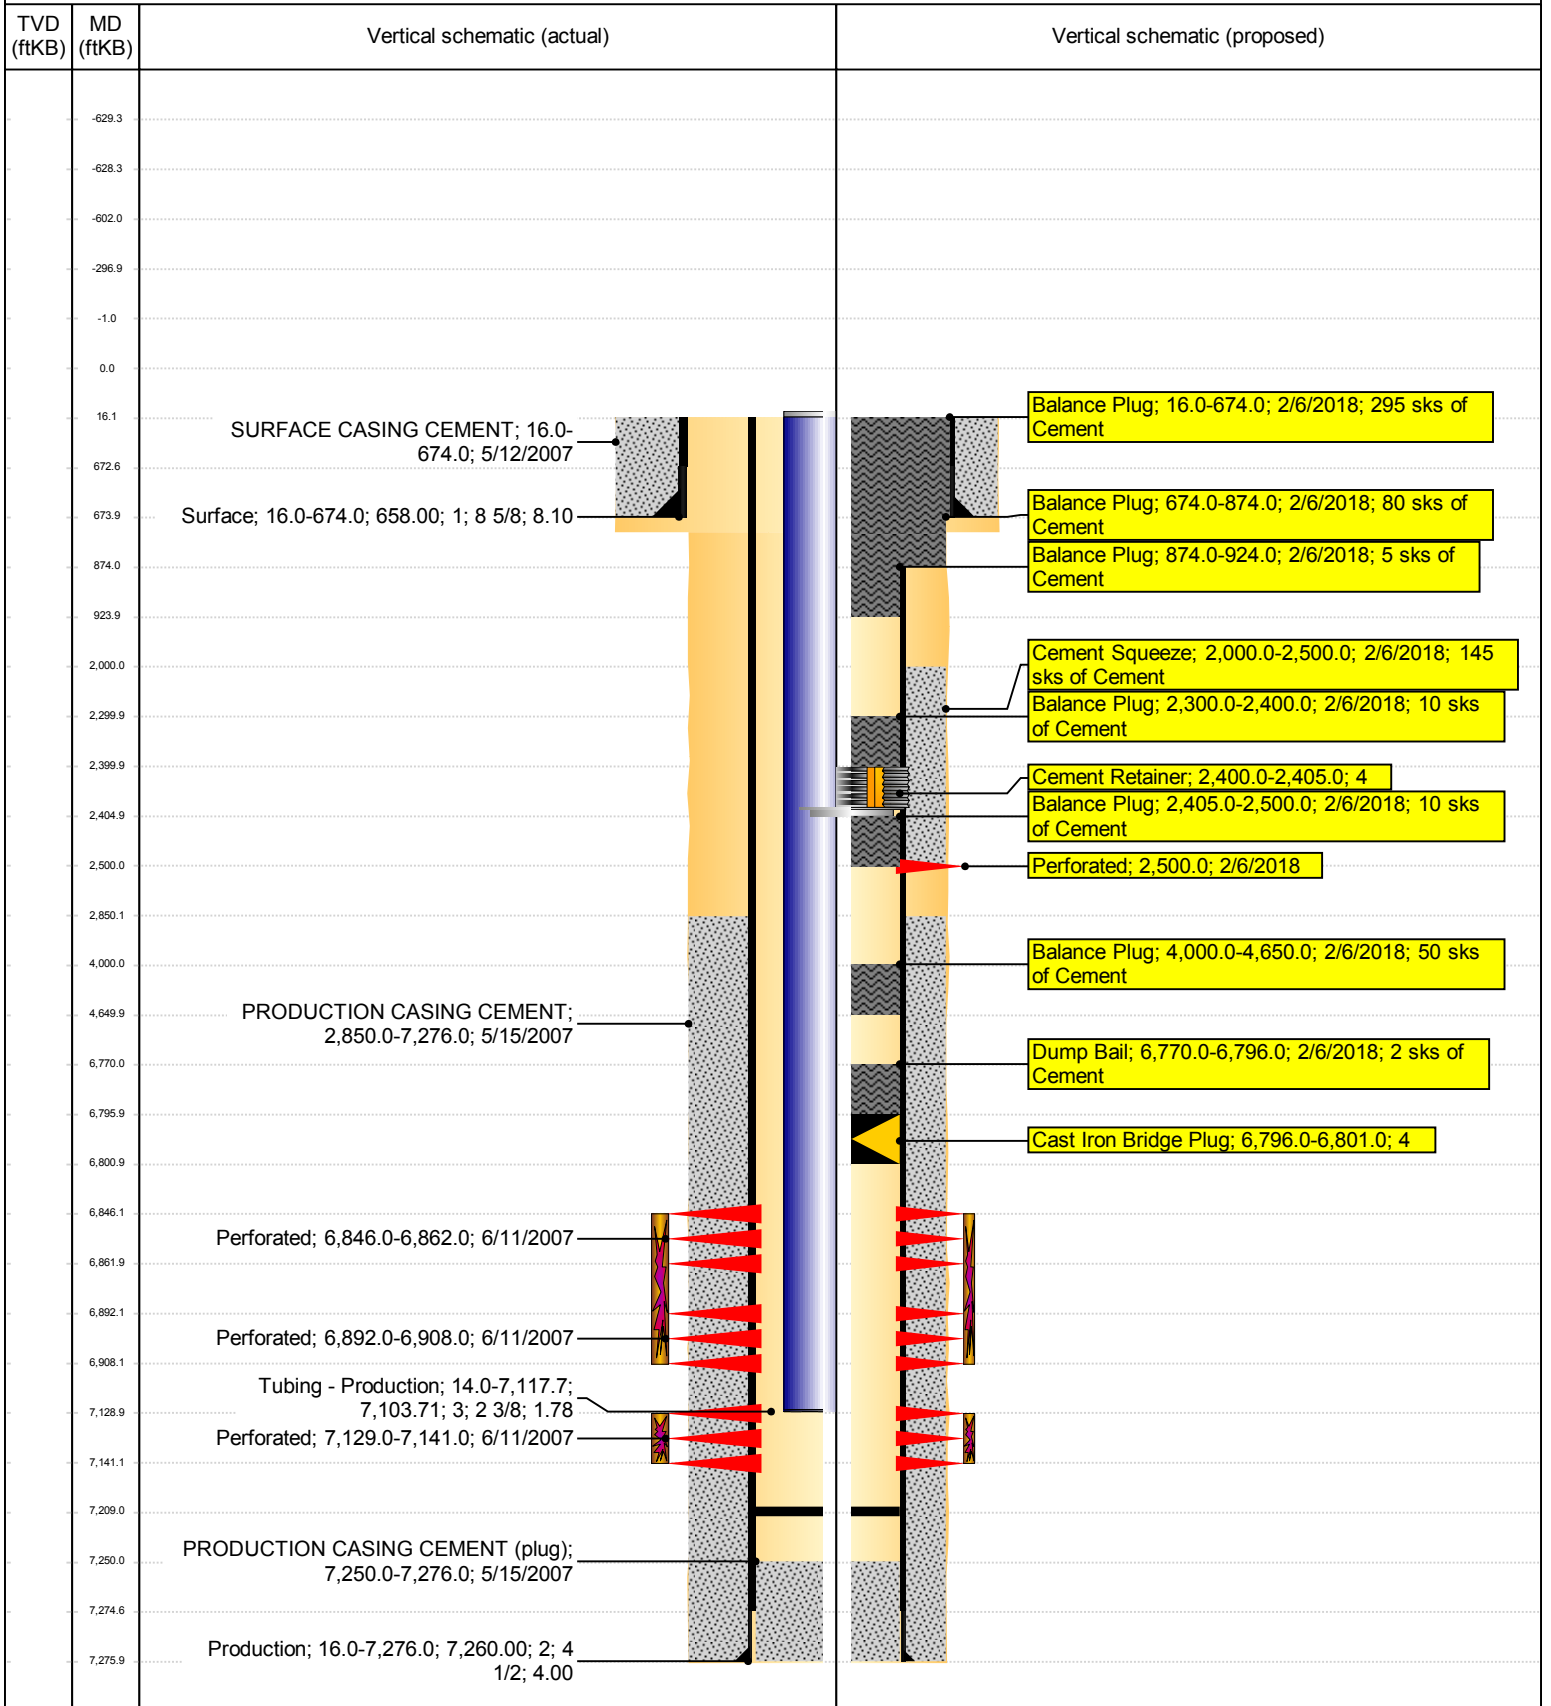 TVD
(ftKB)
MD
(ftKB)
Vertical schematic (actual)
Vertical schematic (proposed)
-629.3
-628.3
-602.0
-296.9
-1.0
0.0
16.1
672.6
673.9
874.0
923.9
2,000.0
2,299.9
2,399.9
2,404.9
2,500.0
2,850.1
4,000.0
4,649.9
6,770.0
6,795.9
6,800.9
6,846.1
6,861.9
6,892.1
6,908.1
7,128.9
7,141.1
7,209.0
7,250.0
7,274.6
7,275.9
SURFACE CASING CEMENT; 16.0-
674.0; 5/12/2007
Surface; 16.0-674.0; 658.00; 1; 8 5/8; 8.10
PRODUCTION CASING CEMENT;
2,850.0-7,276.0; 5/15/2007
Perforated; 6,846.0-6,862.0; 6/11/2007
Perforated; 6,892.0-6,908.0; 6/11/2007
Tubing - Production; 14.0-7,117.7;
7,103.71; 3; 2 3/8; 1.78
Perforated; 7,129.0-7,141.0; 6/11/2007
PRODUCTION CASING CEMENT (plug);
7,250.0-7,276.0; 5/15/2007
Production; 16.0-7,276.0; 7,260.00; 2; 4
1/2; 4.00
Balance Plug; 16.0-674.0; 2/6/2018; 295 sks of
Cement
Balance Plug; 674.0-874.0; 2/6/2018; 80 sks of
Cement
Balance Plug; 874.0-924.0; 2/6/2018; 5 sks of
Cement
Cement Squeeze; 2,000.0-2,500.0; 2/6/2018; 145
sks of Cement
Balance Plug; 2,300.0-2,400.0; 2/6/2018; 10 sks
of Cement
Cement Retainer; 2,400.0-2,405.0; 4
Balance Plug; 2,405.0-2,500.0; 2/6/2018; 10 sks
of Cement
Perforated; 2,500.0; 2/6/2018
Balance Plug; 4,000.0-4,650.0; 2/6/2018; 50 sks
of Cement
Dump Bail; 6,770.0-6,796.0; 2/6/2018; 2 sks of
Cement
Cast Iron Bridge Plug; 6,796.0-6,801.0; 4